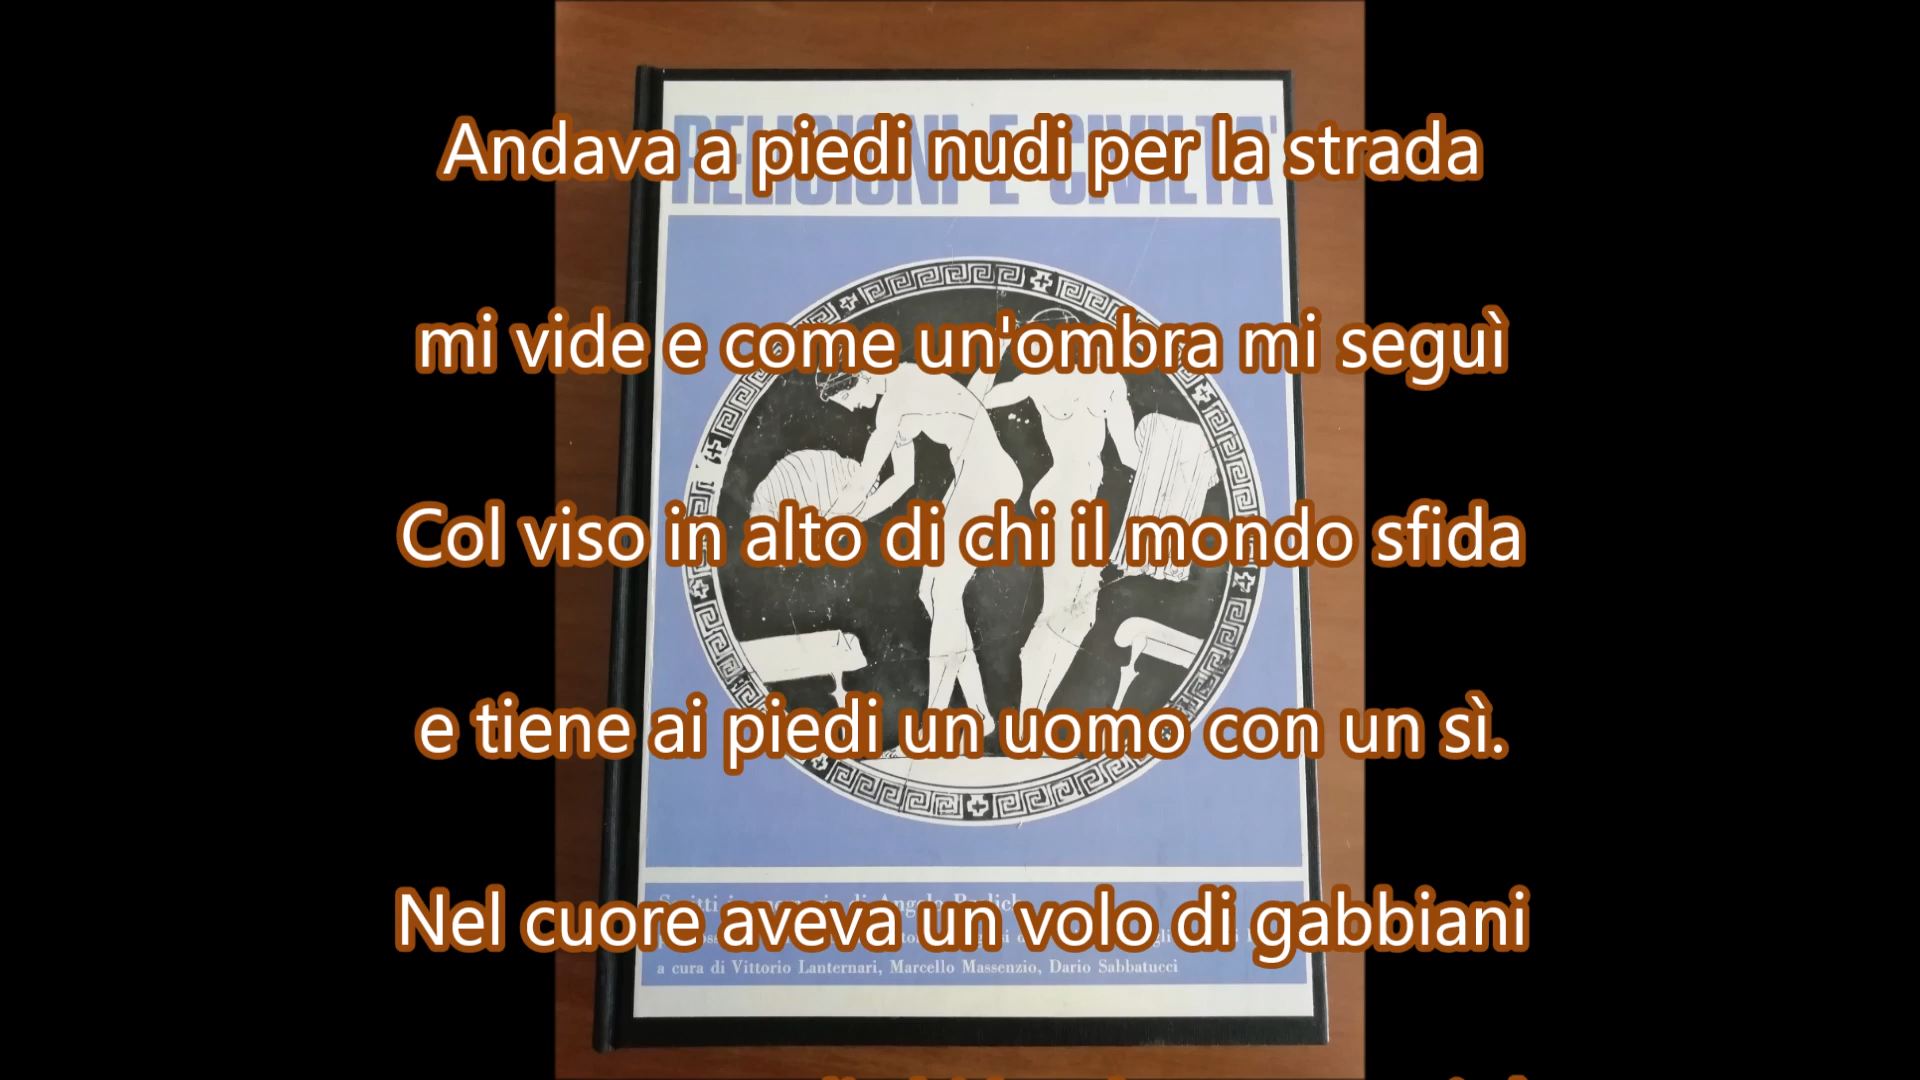 RELIGIONI E CIVILTA'
Andava a piedi nudi per la strada
mi vide e come un'ombra mi seguì
Col viso in alto di chi il mondo sfida
e tiene ai piedi un uomo con un sì.
Nel cuore aveva un volo di gabbiani
a cura di Vittorio Lanternari, Marcello Massenzio, Dario Sabbatucci